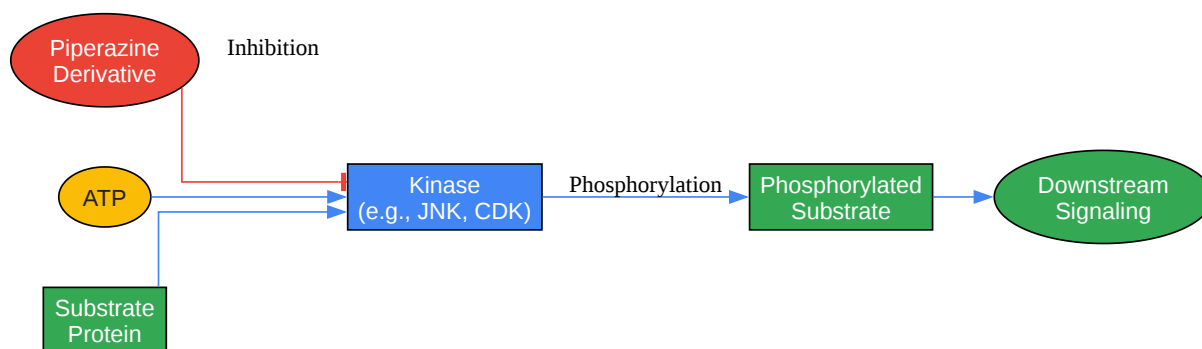 Piperazine
Derivative
Inhibition
ATP
Substrate
Protein
Kinase
(e.g., JNK, CDK)
Phosphorylation
Phosphorylated
Substrate
Downstream
Signaling